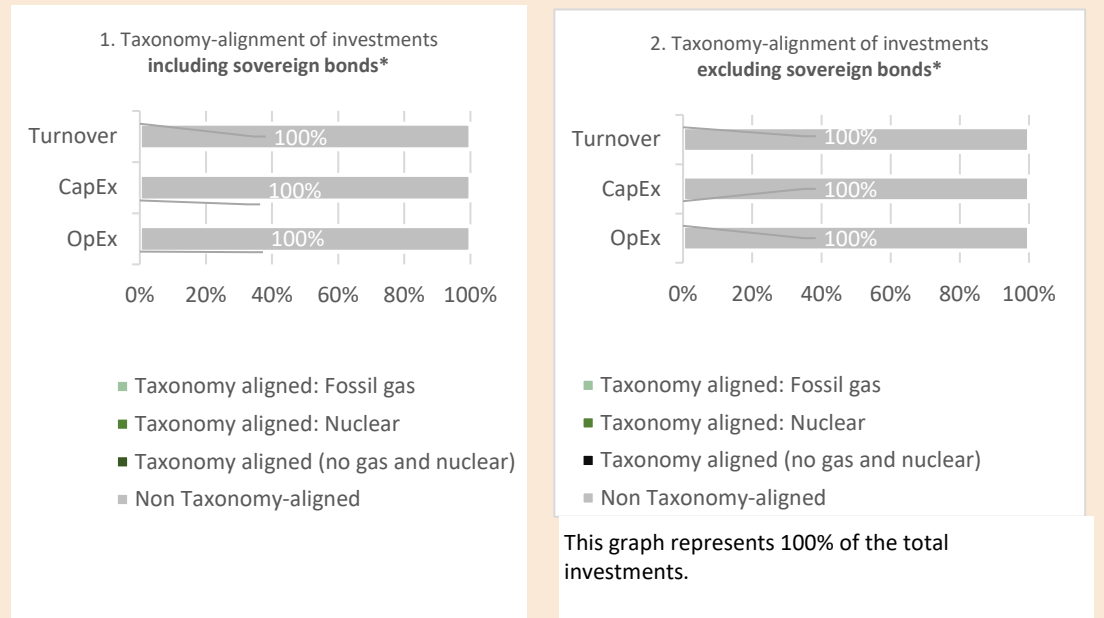 1. Taxonomy-alignment of investments
including sovereign bonds*
Turnover
100%
CapEx
100%
OpEx
100%
0% 20% 40% 60% 80% 100%
Taxonomy aligned: Fossil gas
Taxonomy aligned: Nuclear
Taxonomy aligned (no gas and nuclear)
Non Taxonomy-aligned
2. Taxonomy-alignment of investments
excluding sovereign bonds*
Turnover
100%
CapEx
100%
OpEx
100%
0% 20% 40% 60% 80% 100%
Taxonomy aligned: Fossil gas
Taxonomy aligned: Nuclear
Taxonomy aligned (no gas and nuclear)
Non Taxonomy-aligned
This graph represents 100% of the total
investments.